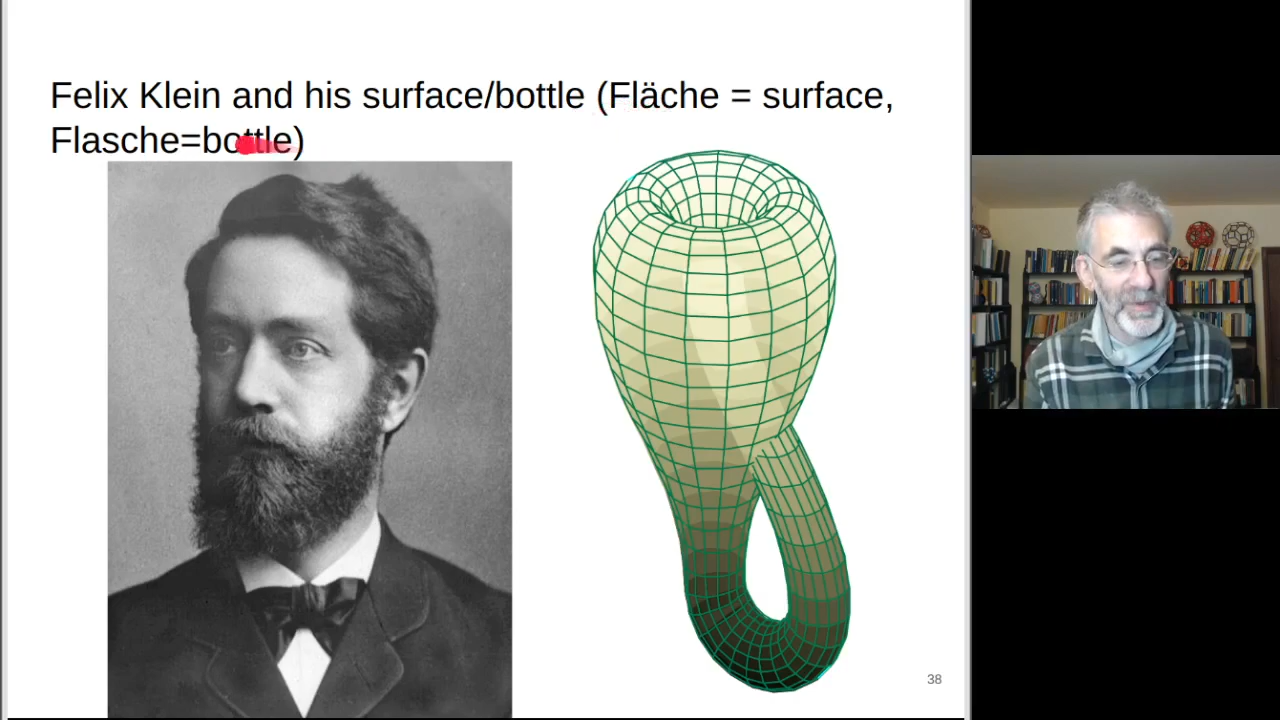 Felix Klein and his surface/bottle (Fläche = surface,
Flasche=bottle)
38